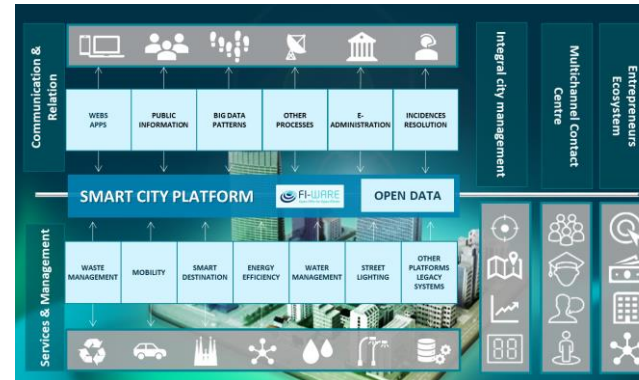 Communication &
Relation
WEBS
APPS
PUBLIC
INFORMATION
BIG DATA
PATTERNS
OTHER
PROCESSES
E-
ADMINISTRATION
INCIDENCES
RESOLUTION
SMART CITY PLATFORM
FI-WARE
OPEN DATA
Services & Management
WASTE
MANAGEMENT
MOBILITY
SMART
DESTINATION
ENERGY
EFFICIENCY
WATER
MANAGEMENT
STREET
LIGHTING
OTHER
PLATFORMS
LEGACY
SYSTEMS
Integral City management
Multichannel Contact
Centre
Entrepreneurs
Ecosystem
88